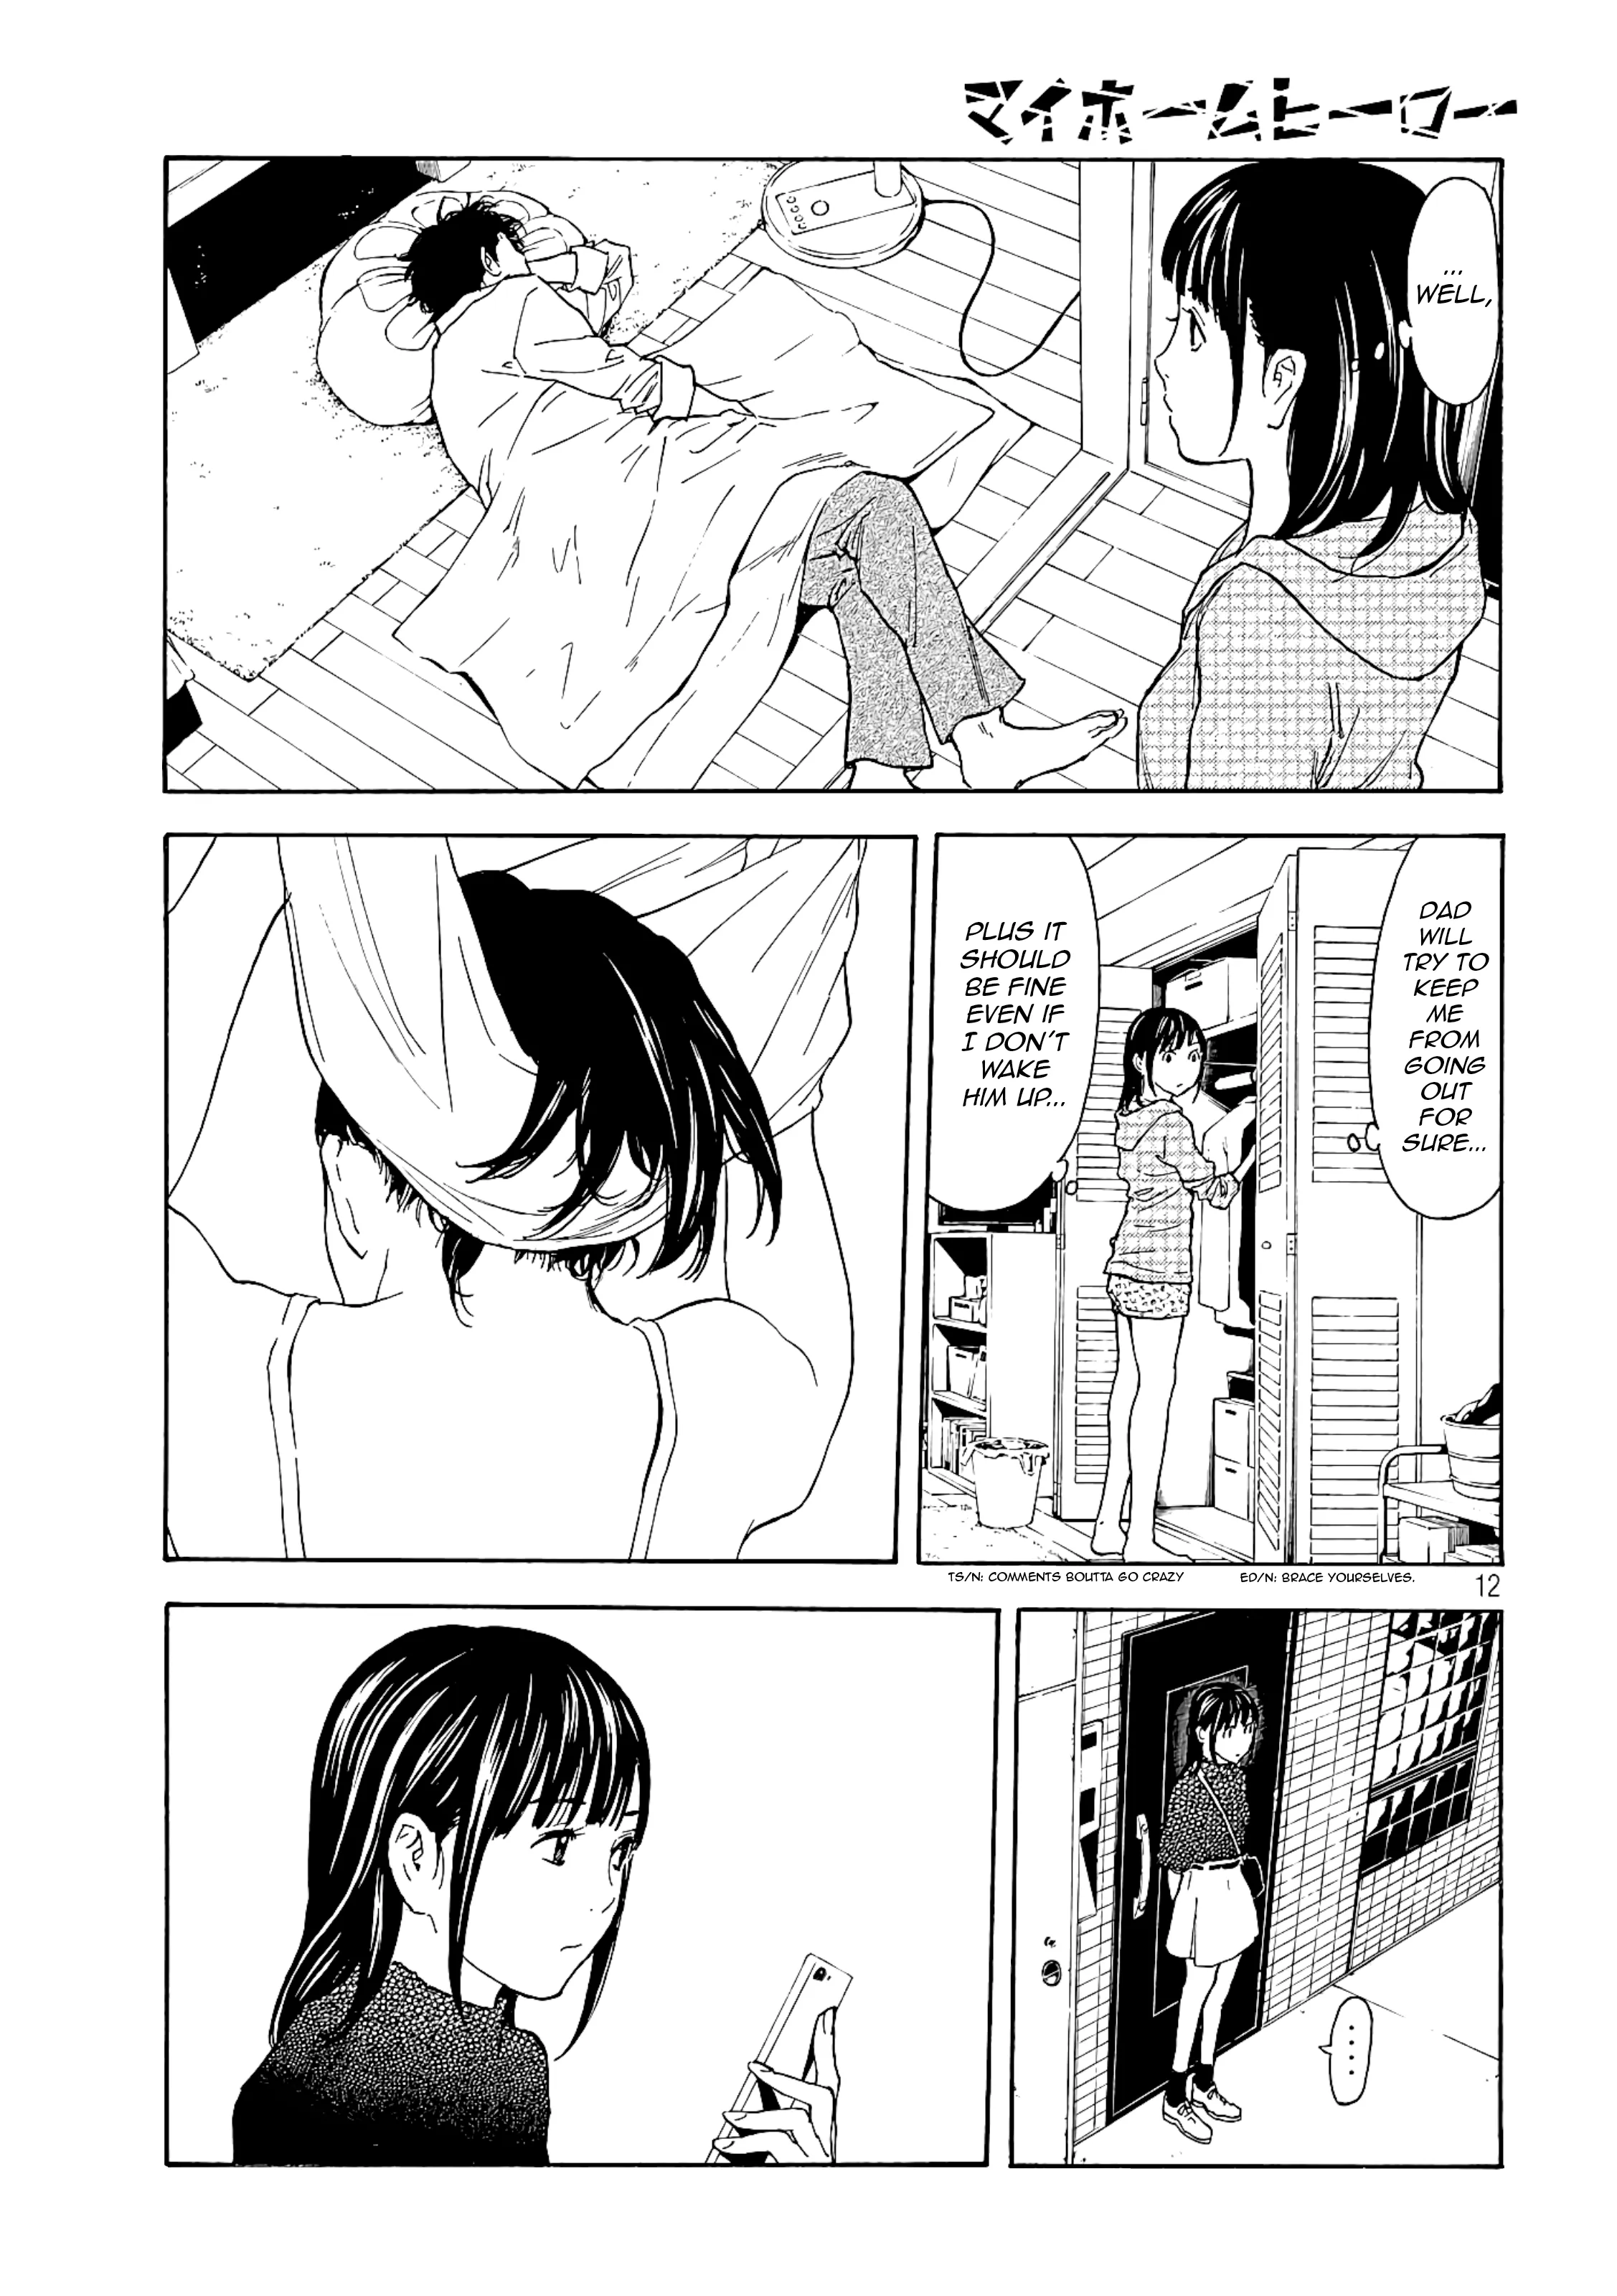 マイホームヒーロー
...
WELL,
DAD
WILL
TRY TO
KEEP
ME
FROM
GOING
OUT
FOR
SURE...
PLUS IT
SHOULD
BE FINE
EVEN IF
I DON'T
WAKE
HIM UP...
TS/N: COMMENTS BOUTTA GO CRAZY
ED/N: BRACE YOURSELVES.
12
....